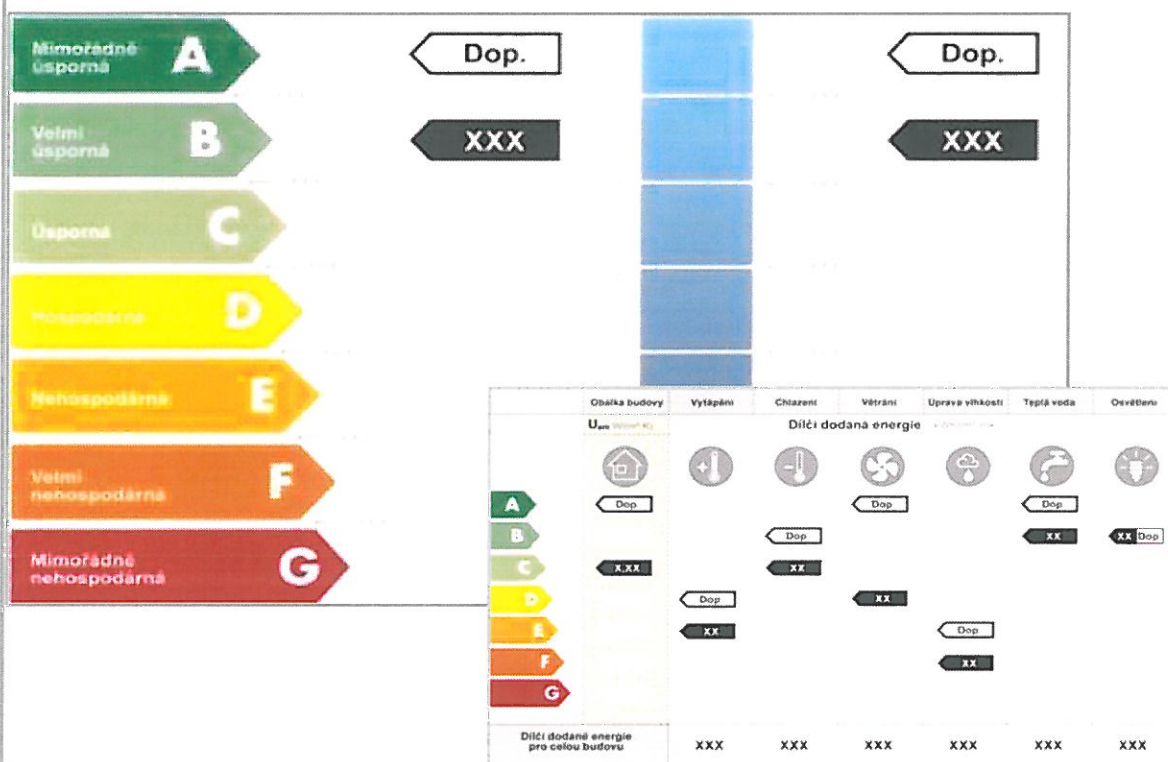 Mimořádně
úsporná
A
Dop.
Dop.
Velmi
úsporná
B
XXX
XXX
Úsporná
C
Hospodárná
D
Nehospodárná
E
Velmi
nehospodárná
F
Mimořádně
nehospodárná
G
Obálka budovy Vytápění Chlazení Větrání Úprava vlhkosti Teplá voda Osvětlení
Uem Dílčí dodaná energie
A Dop Dop Dop
B Dop XX XX Dop
C X,XX XX
D Dop XX
E XX Dop
F XX
G
Dílčí dodané energie
pro celou budovu XXX XXX XXX XXX XXX XXX